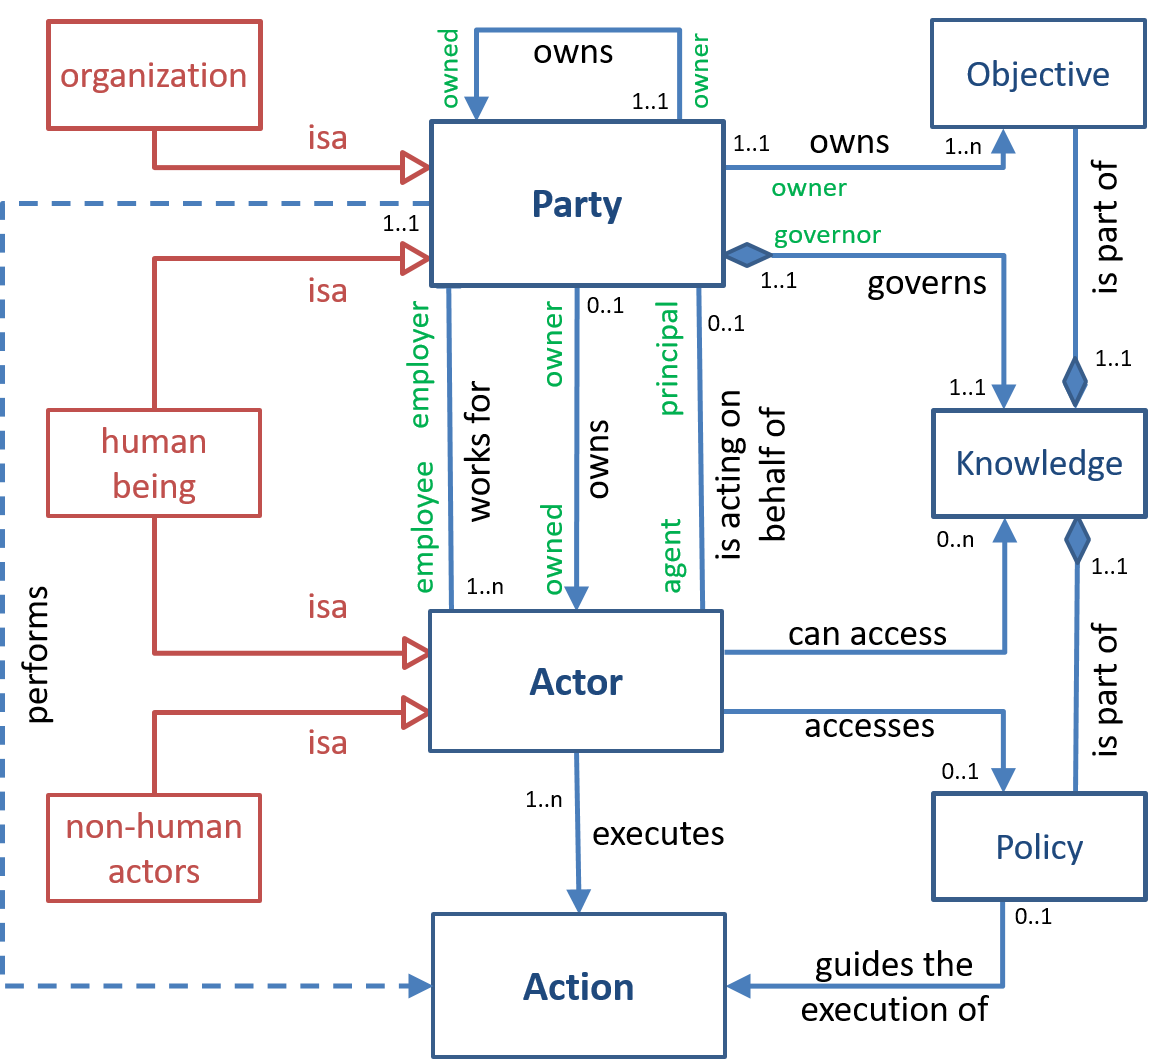 owned
owns
owner
1..1
organization
isa
Objective
1..1
owns
1..n
owner
Party
1..1
governor
1..1
governs
is part of
isa
1..1
1..1
0..1
0..1
employer
owner
principal
works for
owns
is acting on
behalf of
employee
owned
agent
1..n
human
being
Knowledge
0..n
1..1
isa
can access
Actor
accesses
is part of
isa
0..1
performs
non-human
actors
1..n
executes
Policy
0..1
guides the
execution of
Action